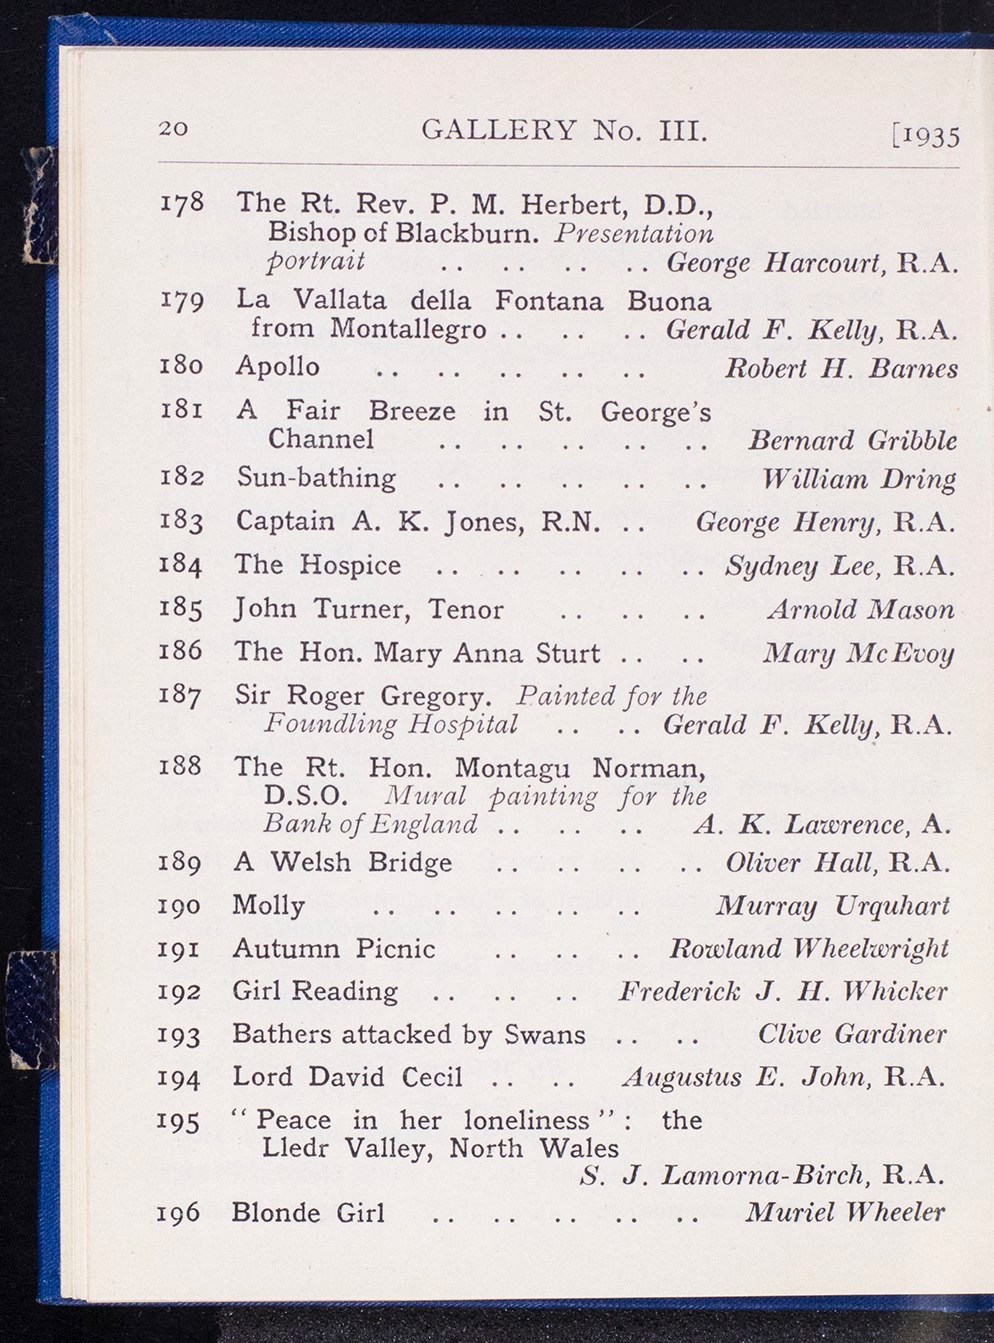 20 GALLERY No. III. [1935
178 The Rt. Rev. P. M. Herbert, D.D.,
Bishop of Blackburn. Presentation
portrait .. .. .. .. George Harcourt, R.A.
179 La Vallata della Fontana Buona
from Montallegro .. .. .. Gerald F. Kelly, R.A.
180 Apollo .. .. .. .. .. Robert H. Barnes
181 A Fair Breeze in St. George's
Channel .. .. .. .. .. Bernard Gribble
182 Sun-bathing .. .. .. .. .. William Dring
183 Captain A. K. Jones, R.N. .. George Henry, R.A.
184 The Hospice .. .. .. .. .. Sydney Lee, R.A.
185 John Turner, Tenor .. .. .. Arnold Mason
186 The Hon. Mary Anna Sturt .. .. Mary McEvoy
187 Sir Roger Gregory. Painted for the
Foundling Hospital .. .. Gerald F. Kelly, R.A.
188 The Rt. Hon. Montagu Norman,
D.S.O. Mural painting for the
Bank of England .. .. .. A. K. Lawrence, A.
189 A Welsh Bridge .. .. .. .. Oliver Hall, R.A.
190 Molly .. .. .. .. .. Murray Urquhart
191 Autumn Picnic .. .. .. Rowland Wheelwright
192 Girl Reading .. .. .. Frederick J. H. Whicker
193 Bathers attacked by Swans .. .. Clive Gardiner
194 Lord David Cecil .. .. Augustus E. John, R.A.
195 "Peace in her loneliness": the
Lledr Valley, North Wales
S. J. Lamorna-Birch, R.A.
196 Blonde Girl .. .. .. .. .. Muriel Wheeler